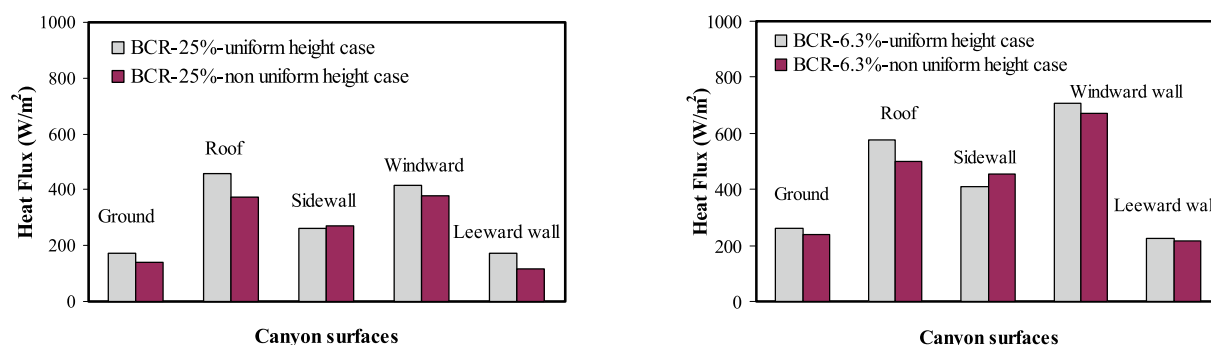 1000
800
600
400
200
0
Heat Flux (W/m²)
BCR-25%-uniform height case
BCR-25%-non uniform height case
Ground
Roof
Sidewall
Windward
Leeward wall
Canyon surfaces
1000
800
600
400
200
0
Heat Flux (W/m²)
BCR-6.3%-uniform height case
BCR-6.3%-non uniform height case
Ground
Roof
Sidewall
Windward wall
Leeward wall
Canyon surfaces